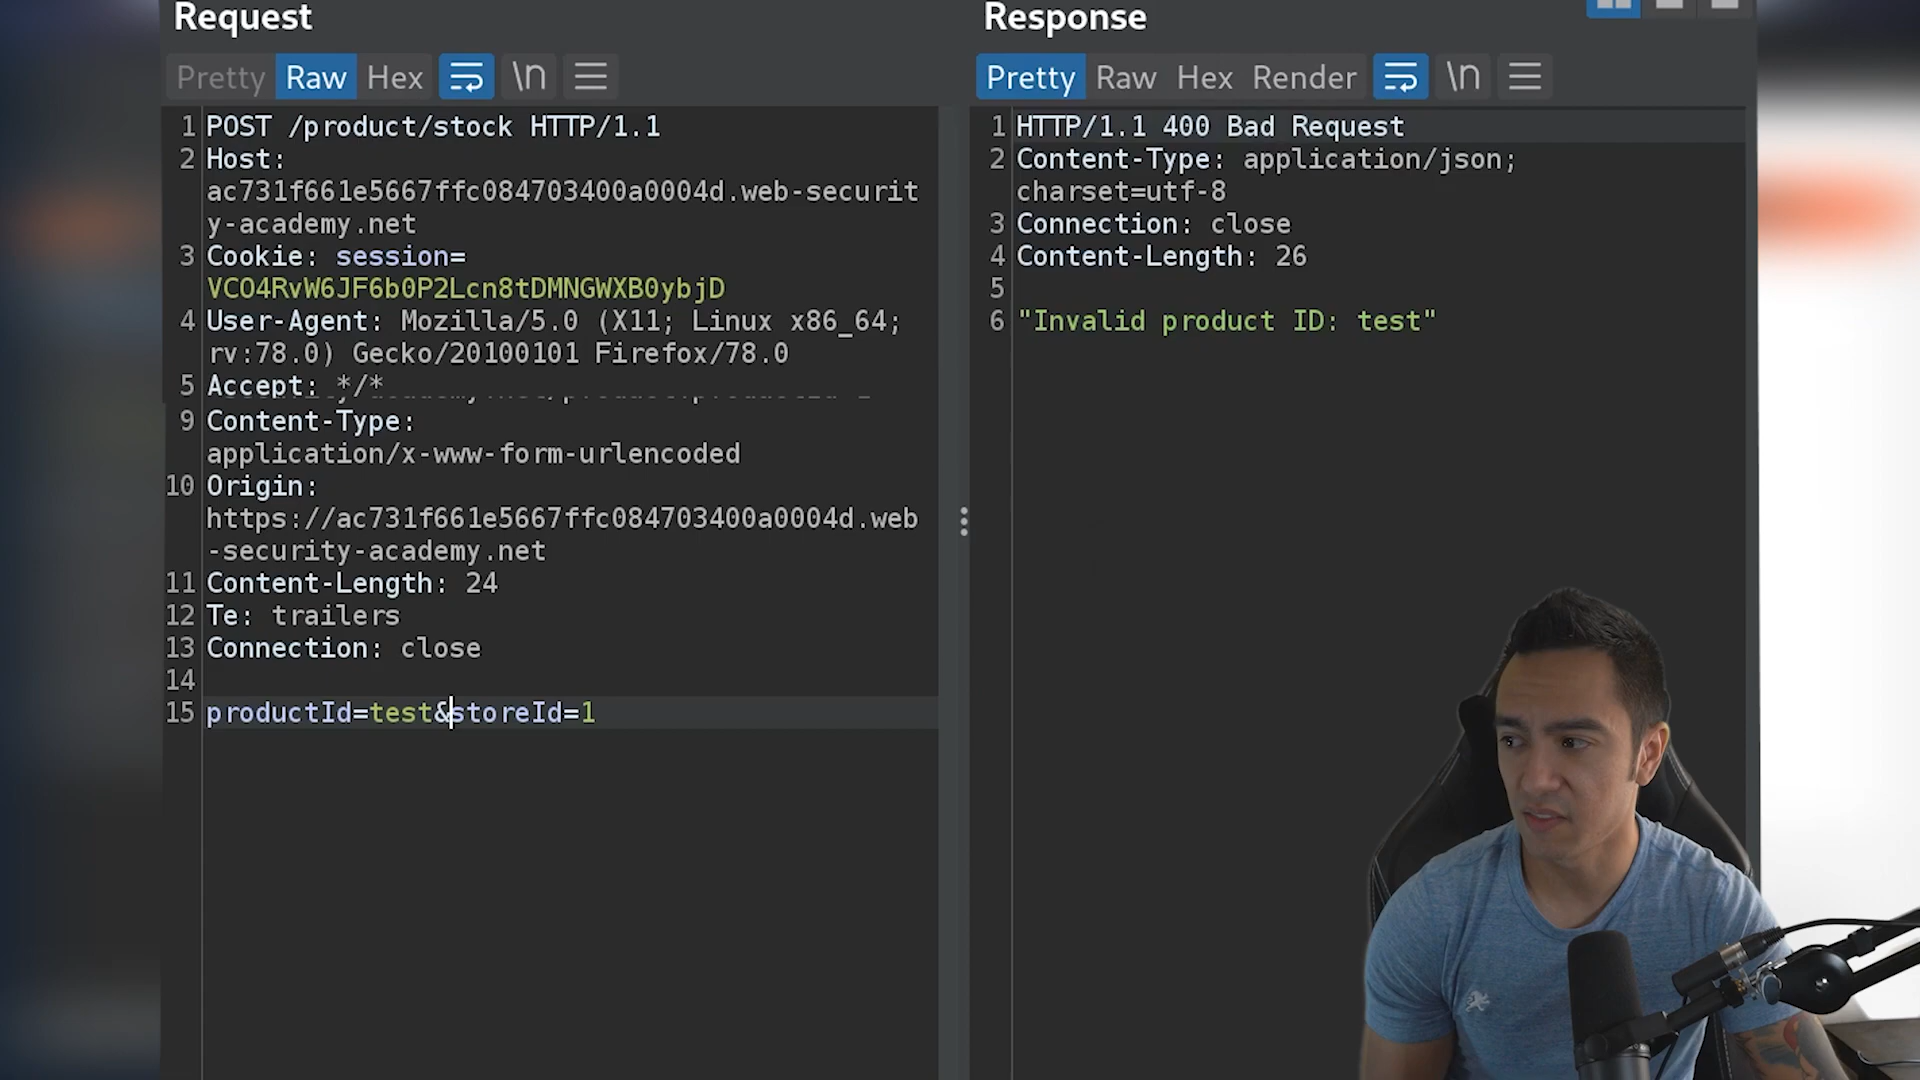 Request
Pretty Raw Hex \n
1 POST /product/stock HTTP/1.1
2 Host:
ac731f661e5667ffc084703400a0004d.web-securit
y-academy.net
3 Cookie: session=
VCO4RvW6JF6b0P2Lcn8tDMNGWXB0ybjD
4 User-Agent: Mozilla/5.0 (X11; Linux x86_64;
rv:78.0) Gecko/20100101 Firefox/78.0
5 Accept: */*
9 Content-Type:
application/x-www-form-urlencoded
10 Origin:
https://ac731f661e5667ffc084703400a0004d.web
-security-academy.net
11 Content-Length: 24
12 Te: trailers
13 Connection: close
14
15 productId=test&storeId=1
Response
Pretty Raw Hex Render \n
1 HTTP/1.1 400 Bad Request
2 Content-Type: application/json;
charset=utf-8
3 Connection: close
4 Content-Length: 26
5
6 "Invalid product ID: test"